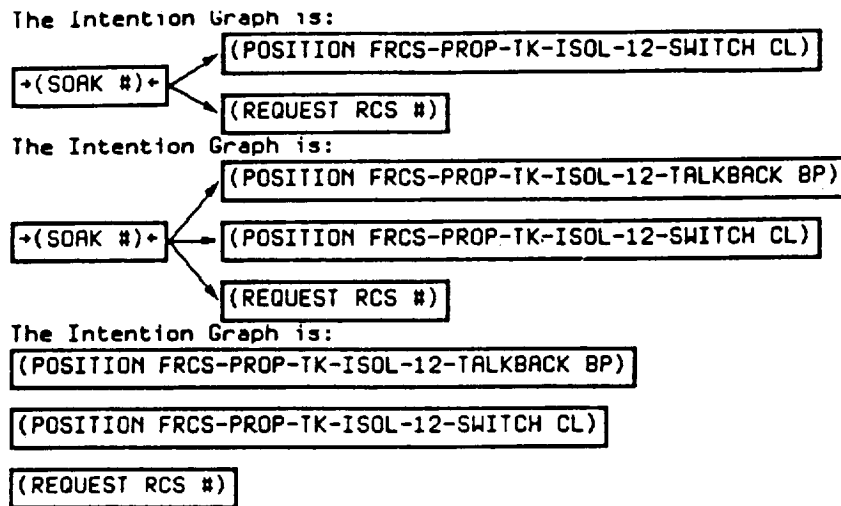 The Intention Graph is:
(POSITION FRCS-PROP-TK-ISOL-12-SWITCH CL)
→(SOAK #)←
(REQUEST RCS #)
The Intention Graph is:
(POSITION FRCS-PROP-TK-ISOL-12-TALKBACK BP)
→(SOAK #)←
(POSITION FRCS-PROP-TK-ISOL-12-SWITCH CL)
(REQUEST RCS #)
The Intention Graph is:
(POSITION FRCS-PROP-TK-ISOL-12-TALKBACK BP)
(POSITION FRCS-PROP-TK-ISOL-12-SWITCH CL)
(REQUEST RCS #)